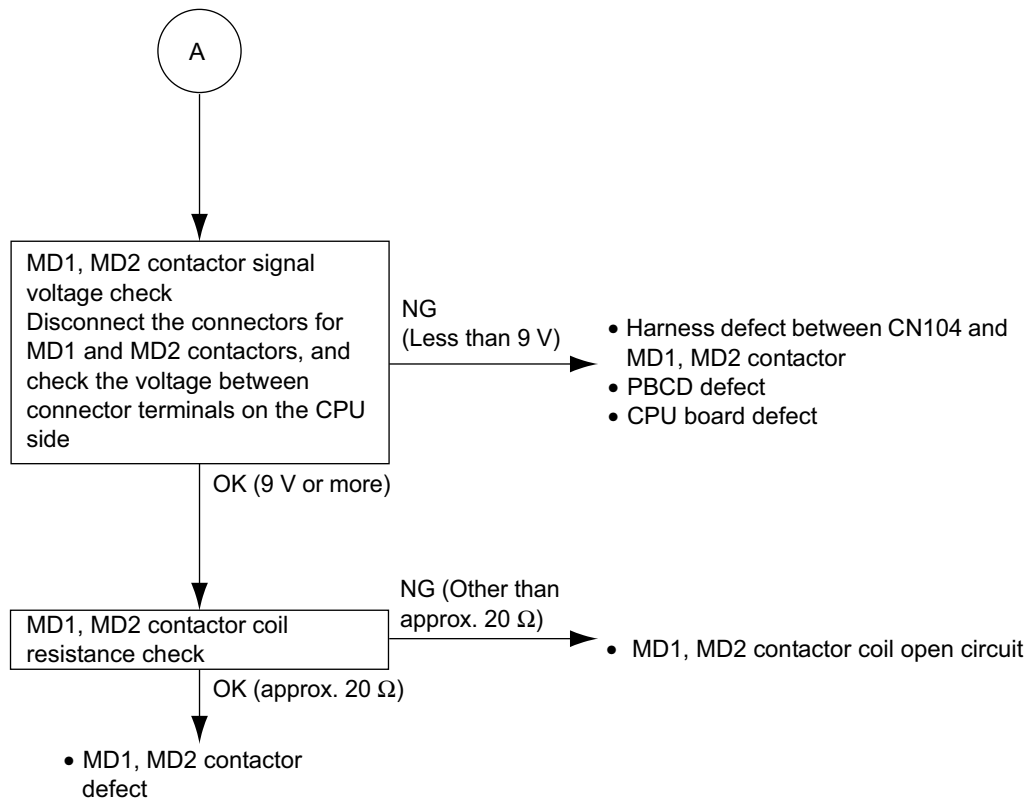 A
MD1, MD2 contactor signal
voltage check
Disconnect the connectors for
MD1 and MD2 contactors, and
check the voltage between
connector terminals on the CPU
side
NG
(Less than 9 V)
• Harness defect between CN104 and
MD1, MD2 contactor
• PBCD defect
• CPU board defect
OK (9 V or more)
MD1, MD2 contactor coil
resistance check
NG (Other than
approx. 20 Ω)
• MD1, MD2 contactor coil open circuit
OK (approx. 20 Ω)
• MD1, MD2 contactor
defect